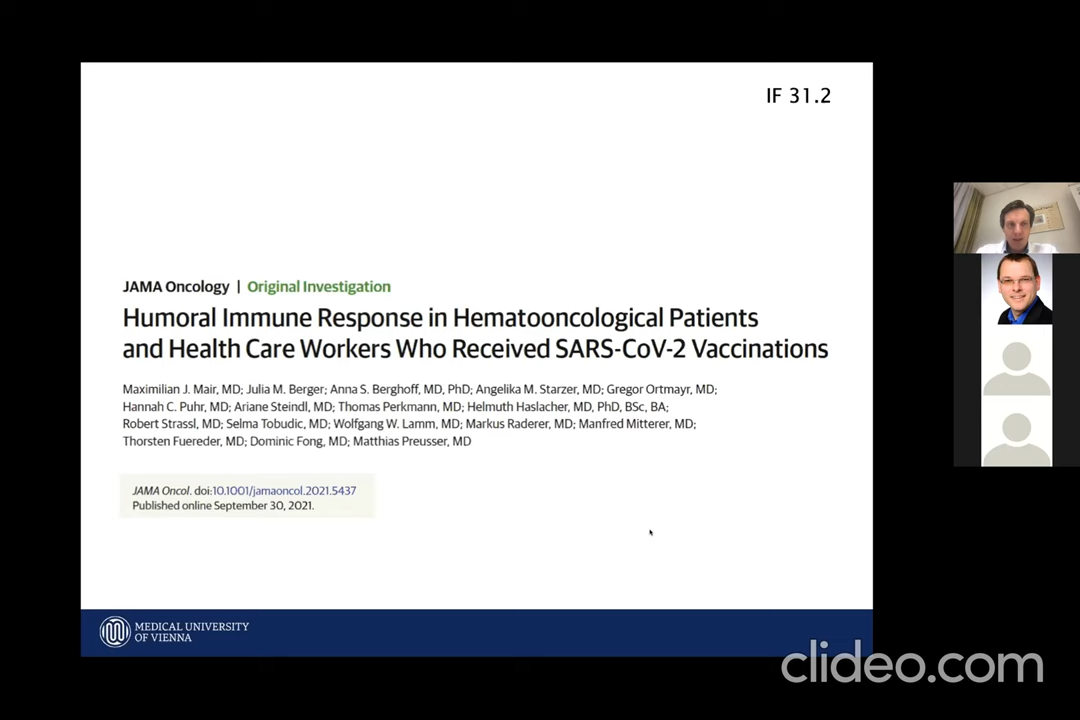 IF 31.2
JAMA Oncology | Original Investigation
Humoral Immune Response in Hematooncological Patients
and Health Care Workers Who Received SARS-CoV-2 Vaccinations
Maximilian J. Mair, MD; Julia M. Berger; Anna S. Berghoff, MD, PhD; Angelika M. Starzer, MD; Gregor Ortmayr, MD;
Hannah C. Puhr, MD; Ariane Steindl, MD; Thomas Perkmann, MD; Helmuth Haslacher, MD, PhD, BSc, BA;
Robert Strassl, MD; Selma Tobudic, MD; Wolfgang W. Lamm, MD; Markus Raderer, MD; Manfred Mitterer, MD;
Thorsten Fuereder, MD; Dominic Fong, MD; Matthias Preusser, MD
JAMA Oncol. doi:10.1001/jamaoncol.2021.5437
Published online September 30, 2021.
MEDICAL UNIVERSITY
OF VIENNA
clideo.com